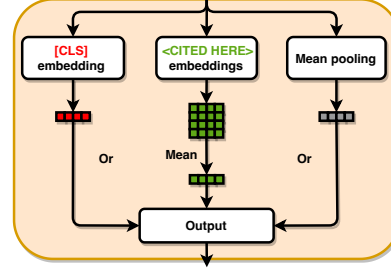 [CLS]
embedding
<CITED HERE>
embeddings
Mean pooling
Or
Mean
Or
Output